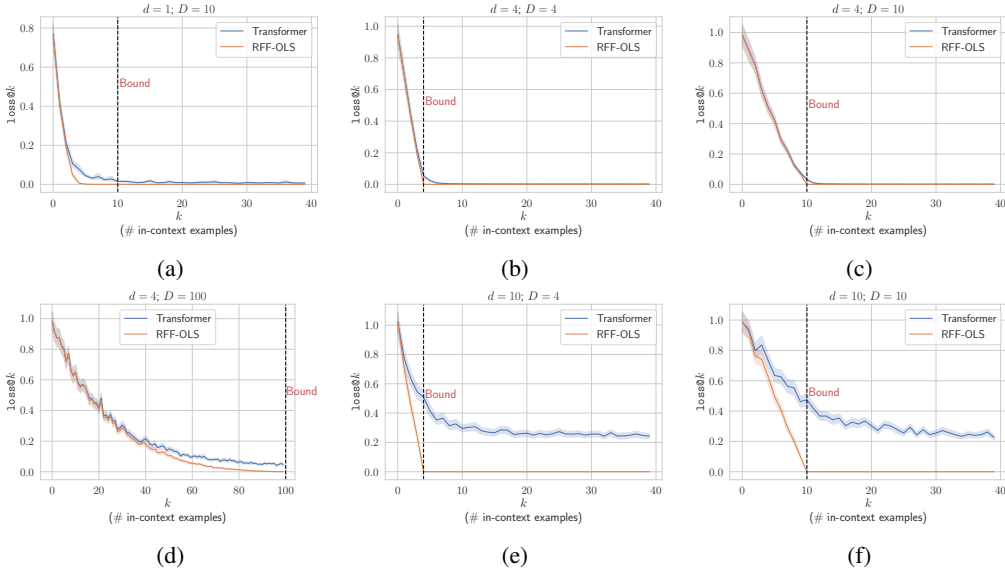 d = 1; D = 10
loss@k
0.8
0.6
0.4
0.2
0.0
Transformer
RFF-OLS
Bound
0 10 20 30 40
k
(# in-context examples)
(a)
d = 4; D = 4
loss@k
1.0
0.8
0.6
0.4
0.2
0.0
Transformer
RFF-OLS
Bound
0 10 20 30 40
k
(# in-context examples)
(b)
d = 4; D = 10
loss@k
1.0
0.8
0.6
0.4
0.2
0.0
Transformer
RFF-OLS
Bound
0 10 20 30 40
k
(# in-context examples)
(c)
d = 4; D = 100
loss@k
1.0
0.8
0.6
0.4
0.2
0.0
Transformer
RFF-OLS
Bound
0 20 40 60 80 100
k
(# in-context examples)
(d)
d = 10; D = 4
loss@k
1.0
0.8
0.6
0.4
0.2
0.0
Transformer
RFF-OLS
Bound
0 10 20 30 40
k
(# in-context examples)
(e)
d = 10; D = 10
loss@k
1.0
0.8
0.6
0.4
0.2
0.0
Transformer
RFF-OLS
Bound
0 10 20 30 40
k
(# in-context examples)
(f)